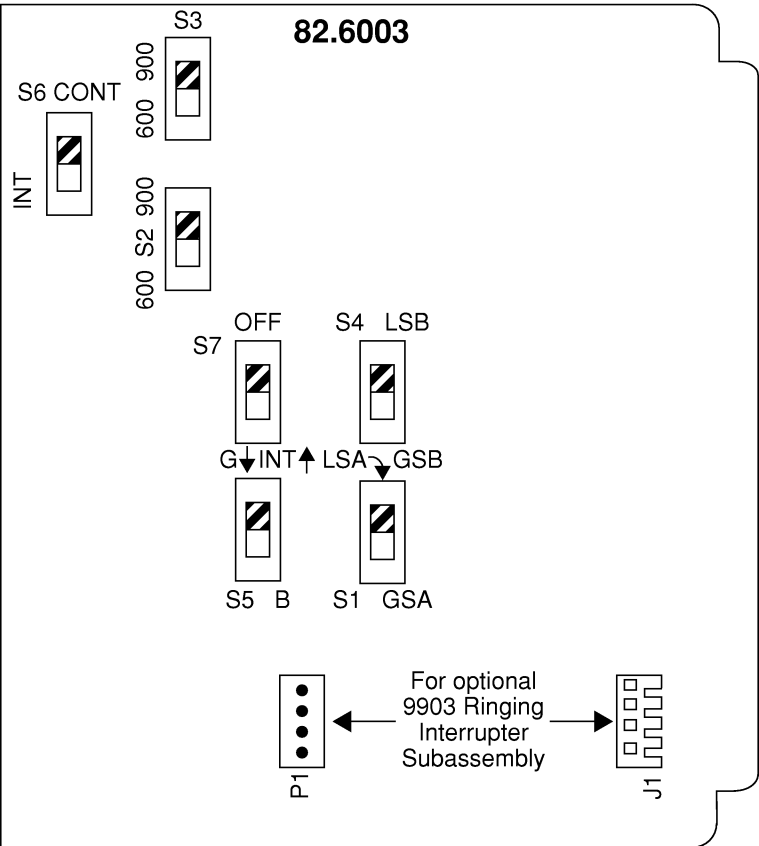 S3
82.6003
900
600
S6 CONT
INT
900
S2
600
OFF
S7
S4 LSB
G INT
LSA GSB
S5 B
S1 GSA
For optional
9903 Ringing
Interrupter
Subassembly
P1
J1